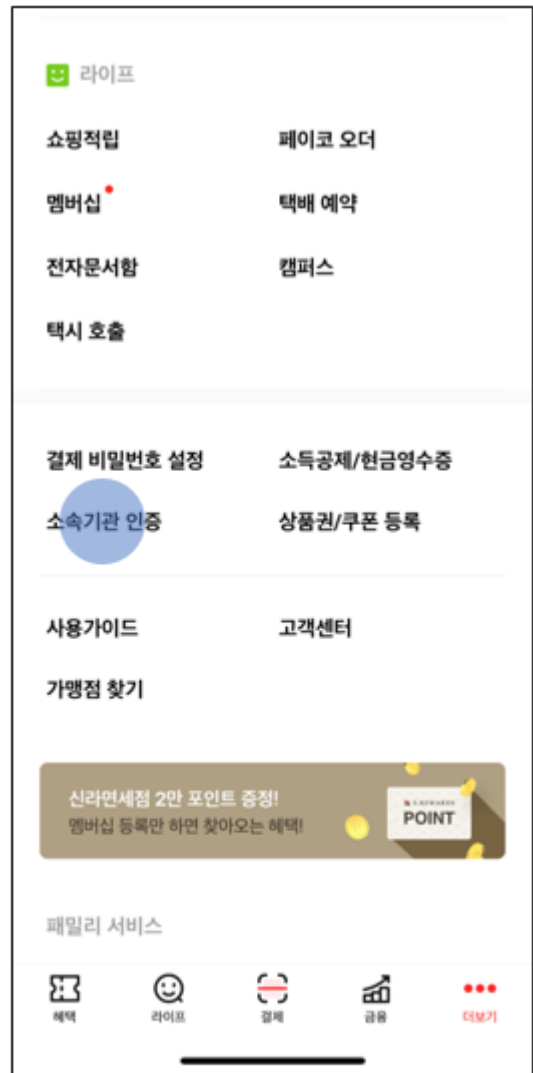 라이프
쇼핑적립 페이코 오더
멤버십 택배 예약
전자문서함 캠퍼스
택시 호출
결제 비밀번호 설정 소득공제/현금영수증
소속기관 인증 상품권/쿠폰 등록
사용가이드 고객센터
가맹점 찾기
신라면세점 2만 포인트 증정!
멤버십 등록만 하면 찾아오는 혜택!
S.REWARDS
POINT
패밀리 서비스
혜택 라이프 결제 금융 더보기